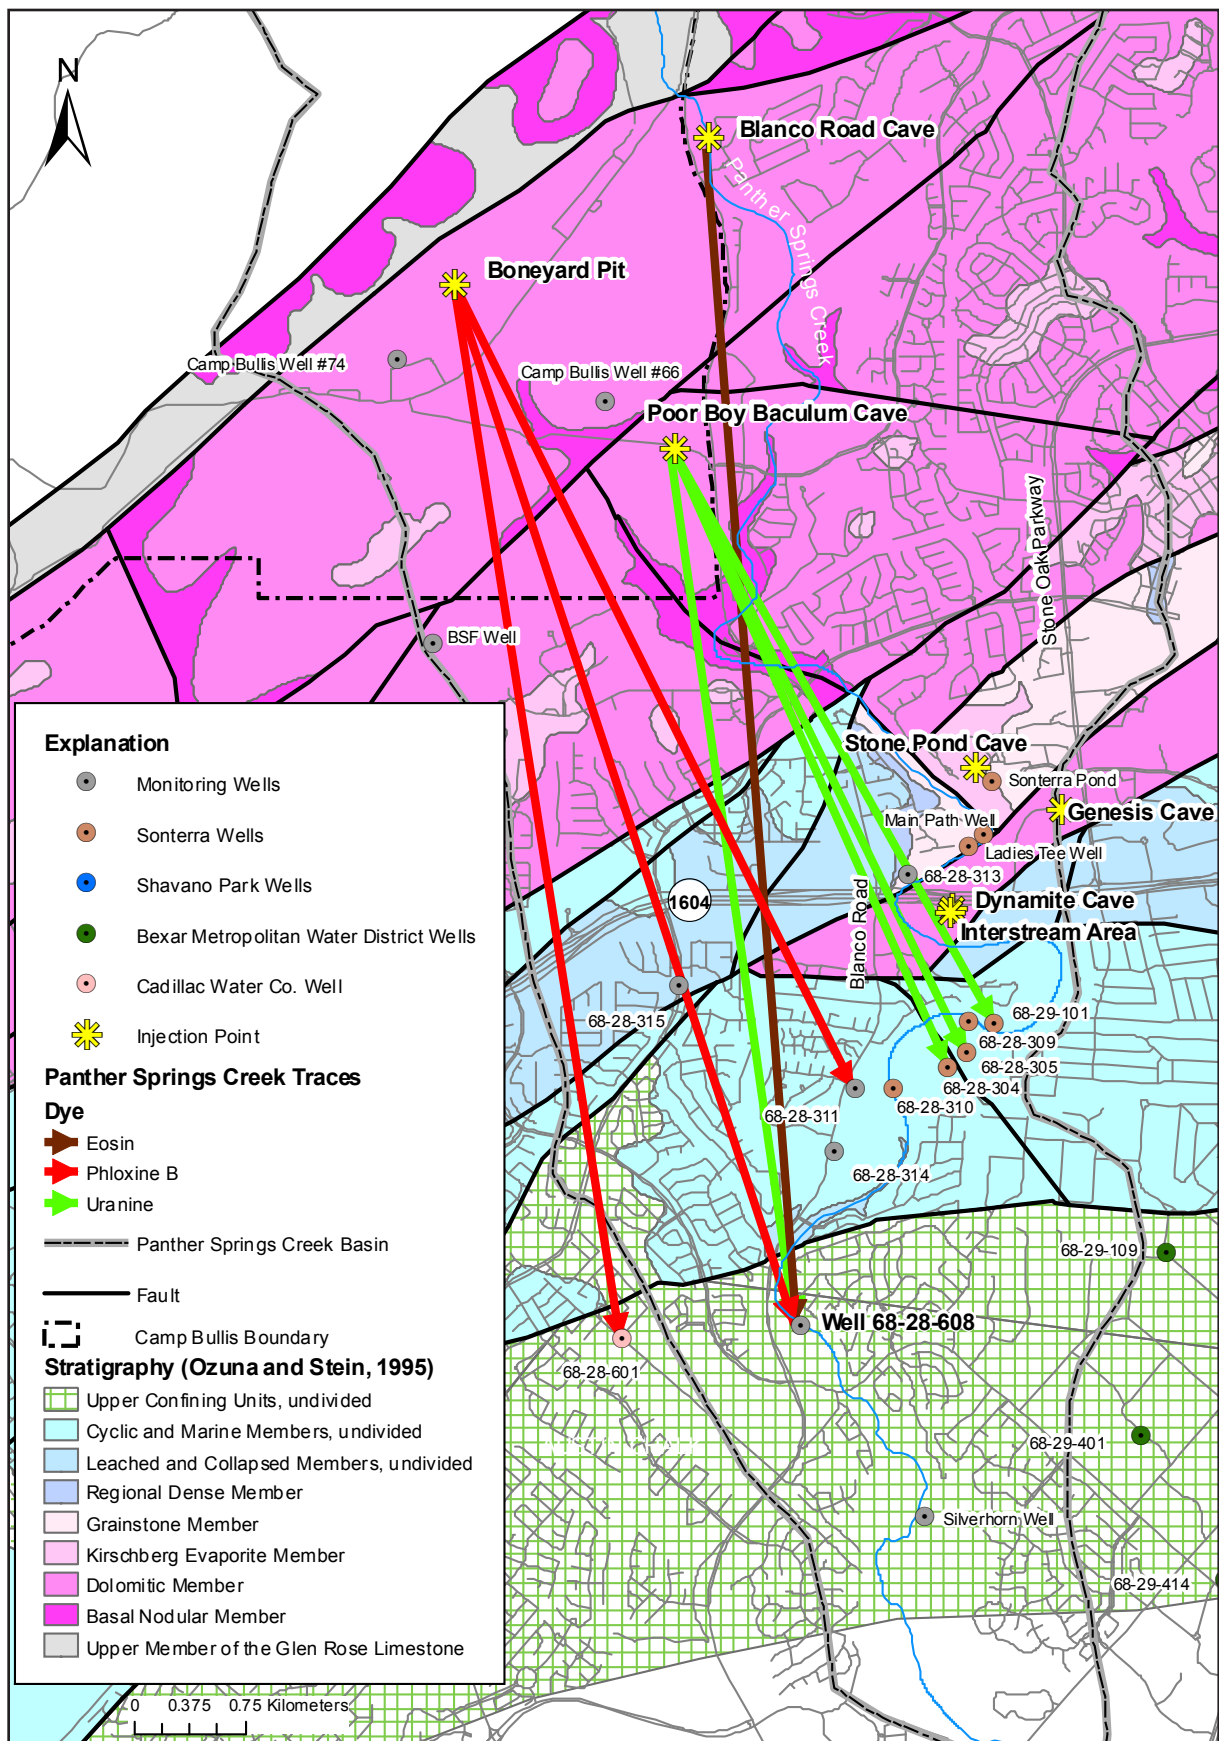 N
Blanco Road Cave
Panther Springs Creek
Boneyard Pit
Camp Bullis Well #74
Camp Bullis Well #66
Poor Boy Baculum Cave
Stone Oak Parkway
BSF Well
Stone Pond Cave
Sonterra Pond
Genesis Cave
Main Path Well
Ladies Tee Well
68-28-313
1604
Blanco Road
Dynamite Cave
Interstream Area
68-28-315
68-29-101
68-28-309
68-28-305
68-28-304
68-28-310
68-28-311
68-28-314
68-29-109
Well 68-28-608
68-28-601
68-29-401
Silverhorn Well
68-29-414
Explanation
Monitoring Wells
Sonterra Wells
Shavano Park Wells
Bexar Metropolitan Water District Wells
Cadillac Water Co. Well
Injection Point
Panther Springs Creek Traces
Dye
Eosin
Phloxine B
Uranine
Panther Springs Creek Basin
Fault
Camp Bullis Boundary
Stratigraphy (Ozuna and Stein, 1995)
Upper Confining Units, undivided
Cyclic and Marine Members, undivided
Leached and Collapsed Members, undivided
Regional Dense Member
Grainstone Member
Kirschberg Evaporite Member
Dolomitic Member
Basal Nodular Member
Upper Member of the Glen Rose Limestone
0 0.375 0.75 Kilometers